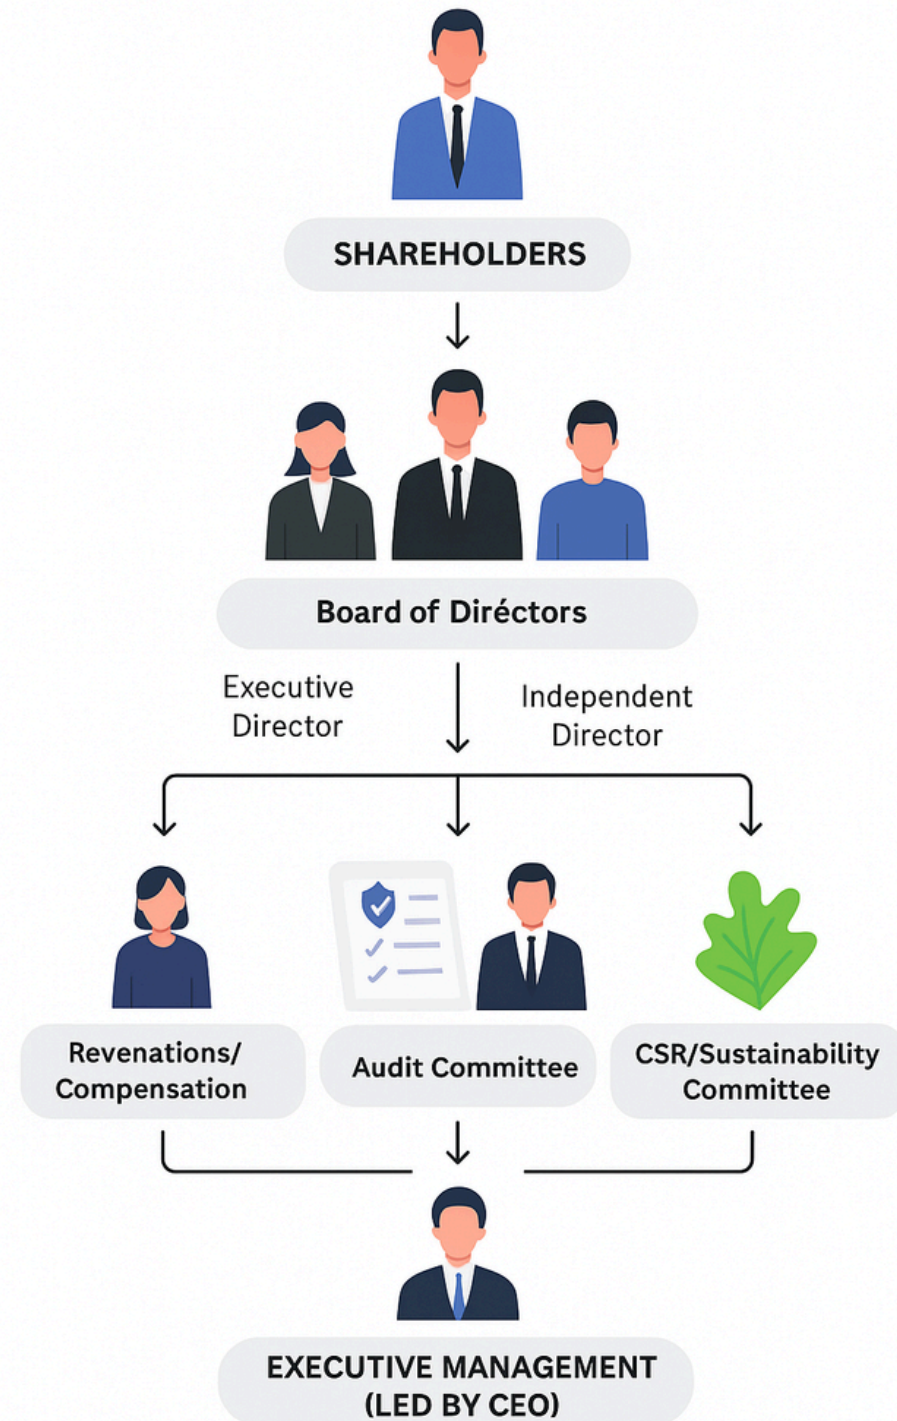 SHAREHOLDERS
Board of Diréctors
Executive
Director
Independent
Director
Revenations/
Compensation
Audit Committee
CSR/Sustainability
Committee
EXECUTIVE MANAGEMENT
(LED BY CEO)